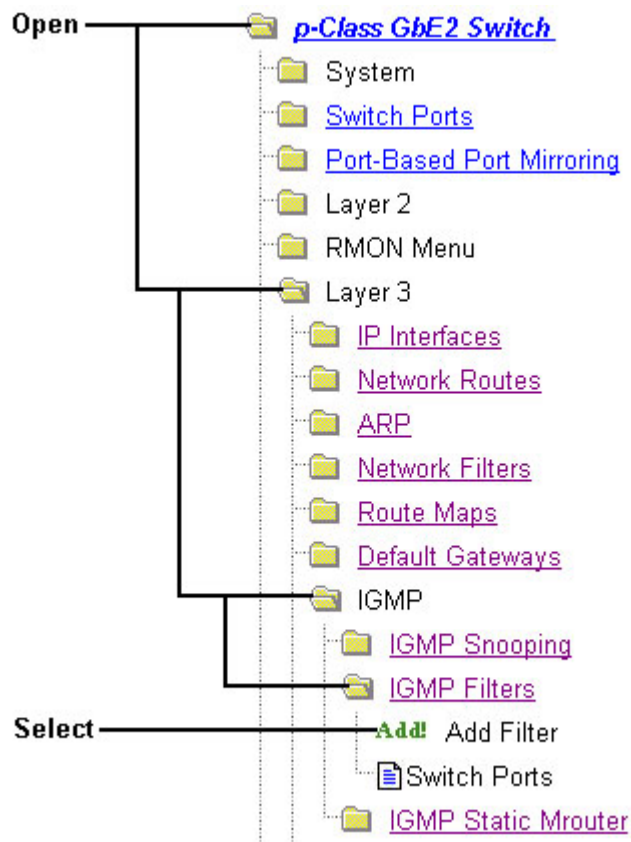 Open p-Class GbE2 Switch
System
Switch Ports
Port-Based Port Mirroring
Layer 2
RMON Menu
Layer 3
IP Interfaces
Network Routes
ARP
Network Filters
Route Maps
Default Gateways
IGMP
IGMP Snooping
IGMP Filters
Select Add! Add Filter
Switch Ports
IGMP Static Mrouter